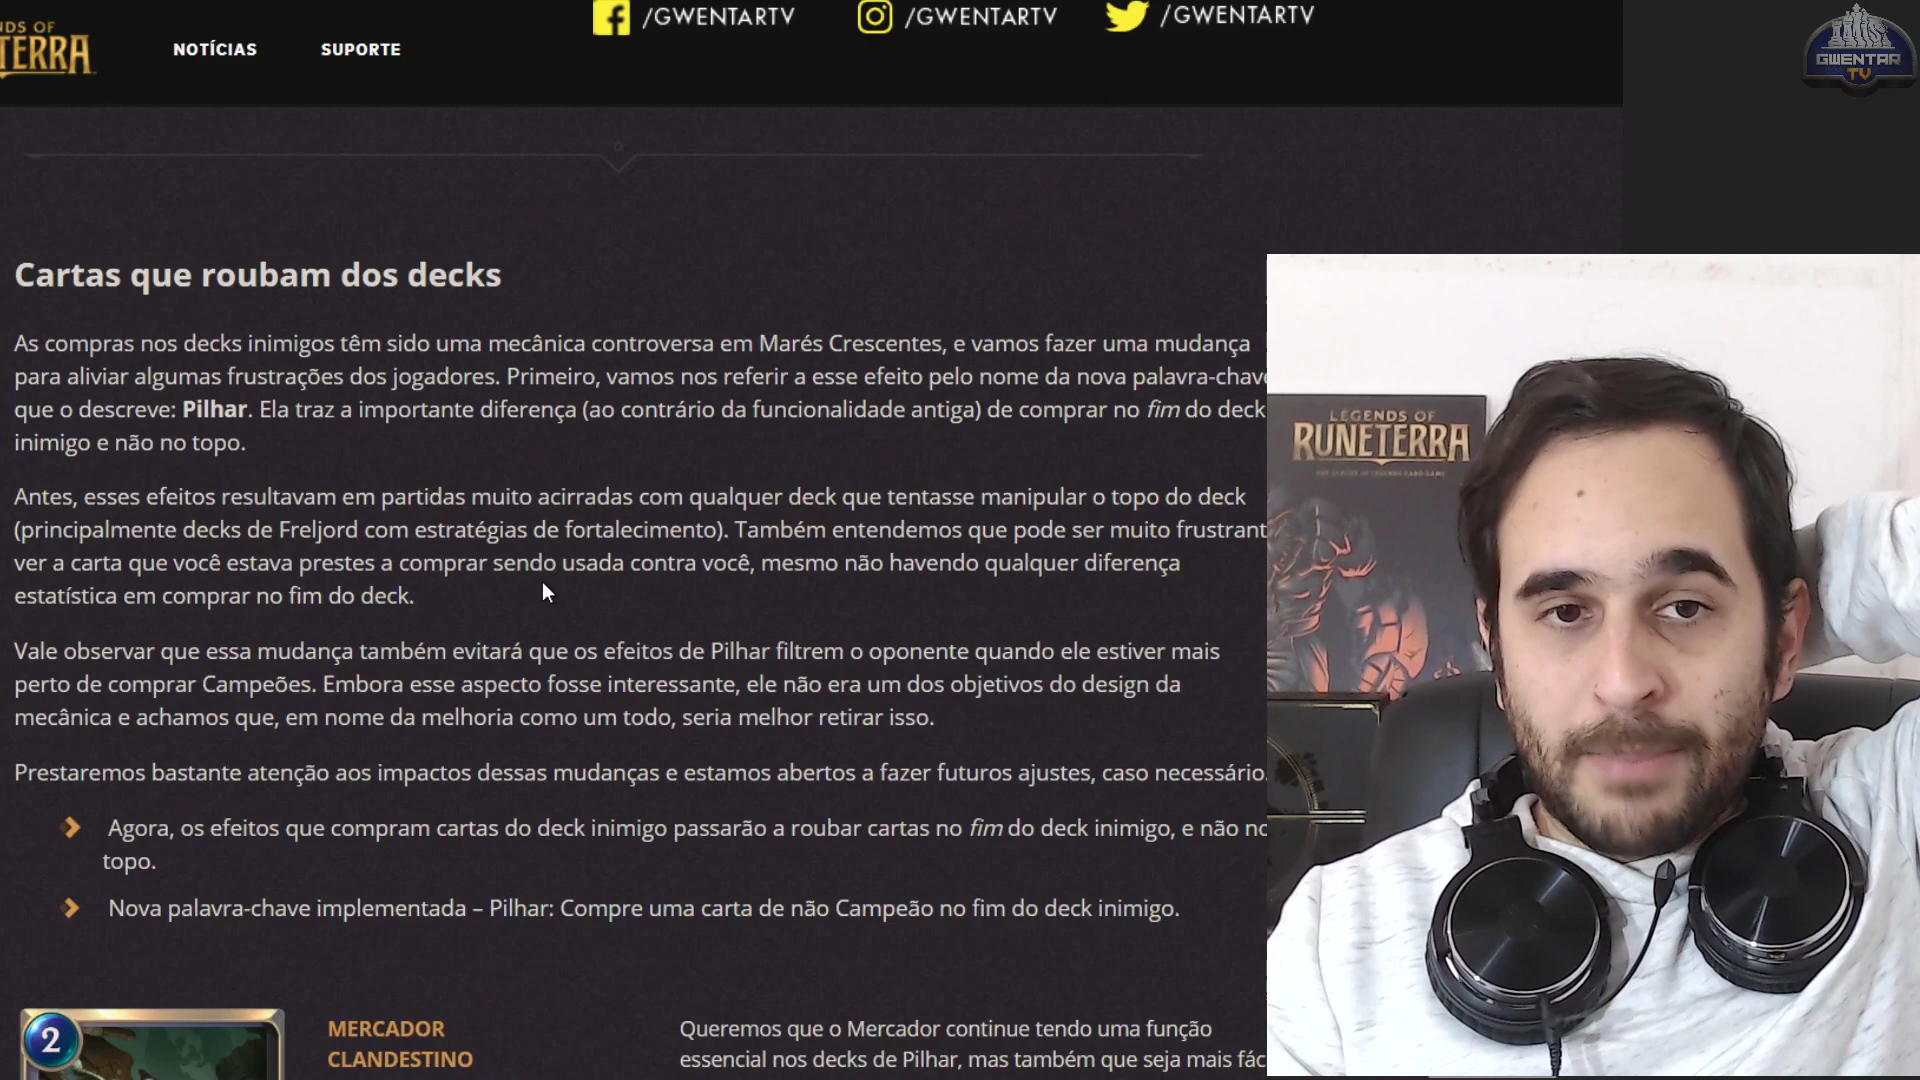 /GWENTARTV /GWENTARTV /GWENTARTV
GWENTAR
TV
OF
TERRA
NOTÍCIAS SUPORTE
Cartas que roubam dos decks
As compras nos decks inimigos têm sido uma mecânica controversa em Marés Crescentes, e vamos fazer uma mudança
para aliviar algumas frustrações dos jogadores. Primeiro, vamos nos referir a esse efeito pelo nome da nova palavra-chave
que o descreve: Pilhar. Ela traz a importante diferença (ao contrário da funcionalidade antiga) de comprar no fim do deck
inimigo e não no topo.
Antes, esses efeitos resultavam em partidas muito acirradas com qualquer deck que tentasse manipular o topo do deck
(principalmente decks de Freljord com estratégias de fortalecimento). Também entendemos que pode ser muito frustrant
ver a carta que você estava prestes a comprar sendo usada contra você, mesmo não havendo qualquer diferença
estatística em comprar no fim do deck.
Vale observar que essa mudança também evitará que os efeitos de Pilhar filtrem o oponente quando ele estiver mais
perto de comprar Campeões. Embora esse aspecto fosse interessante, ele não era um dos objetivos do design da
mecânica e achamos que, em nome da melhoria como um todo, seria melhor retirar isso.
Prestaremos bastante atenção aos impactos dessas mudanças e estamos abertos a fazer futuros ajustes, caso necessário.
Agora, os efeitos que compram cartas do deck inimigo passarão a roubar cartas no fim do deck inimigo, e não no
topo.
Nova palavra-chave implementada – Pilhar: Compre uma carta de não Campeão no fim do deck inimigo.
2
MERCADOR
CLANDESTINO
Queremos que o Mercador continue tendo uma função
essencial nos decks de Pilhar, mas também que seja mais fác
LEGENDS OF
RUNETERRA